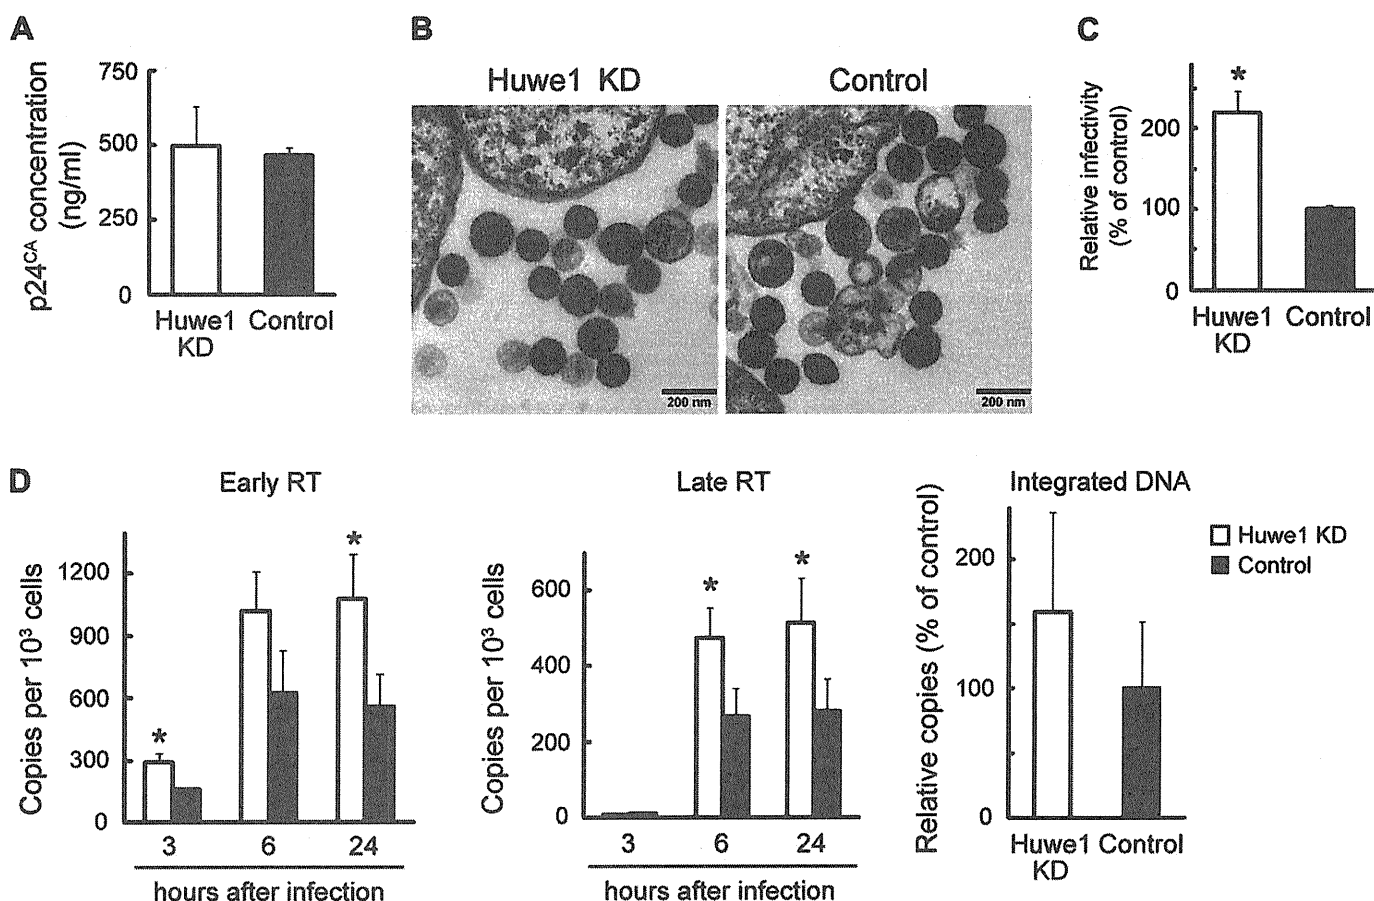 A
p24ᶜᴬ concentration
(ng/ml)
750
500
250
0
Huwe1 Control
KD
B
Huwe1 KD
Control
200 nm
200 nm
C
*
Relative infectivity
(% of control)
200
100
0
Huwe1 Control
KD
D
Early RT
Copies per 10³ cells
1200
900
600
300
0
*
*
3 6 24
hours after infection
Late RT
Copies per 10³ cells
600
400
200
0
*
*
3 6 24
hours after infection
Integrated DNA
Relative copies (% of control)
200
100
0
Huwe1 Control
KD
Huwe1 KD
Control